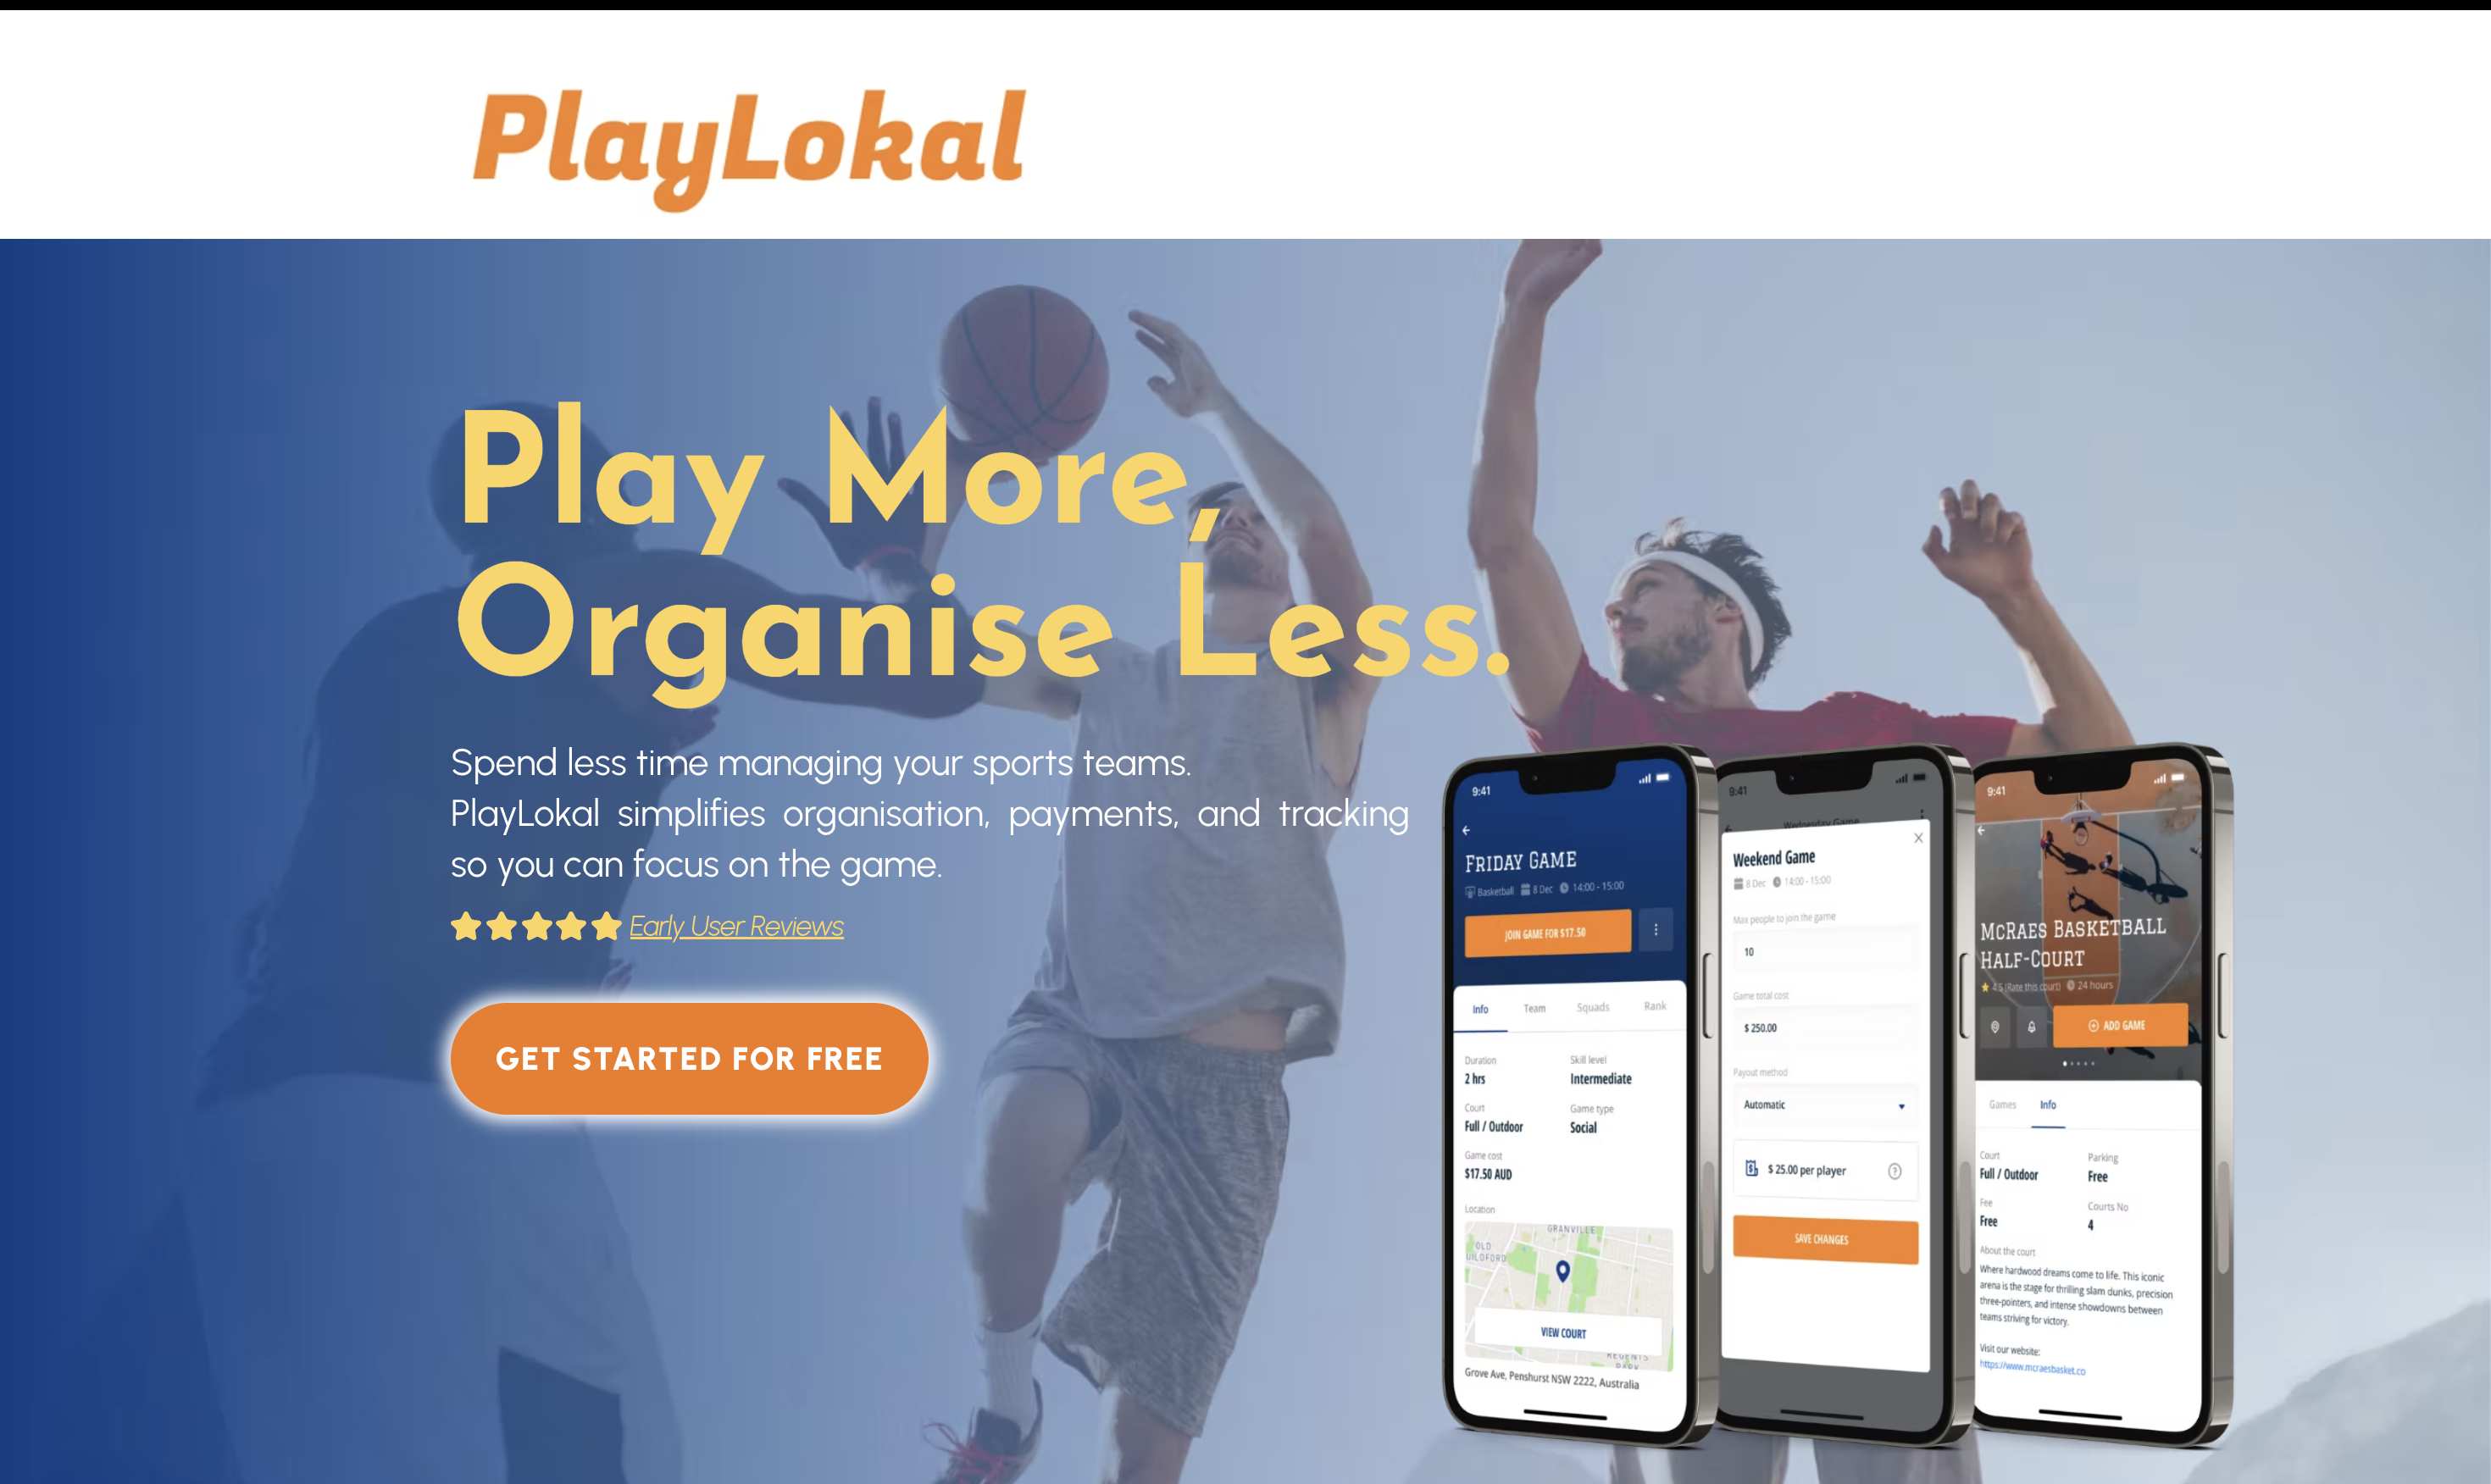 PlayLokal
Play More,
Organise Less.
Spend less time managing your sports teams.
PlayLokal simplifies organisation, payments, and tracking
so you can focus on the game.
Early User Reviews
GET STARTED FOR FREE
9:41
FRIDAY GAME
Basketball 8 Dec 14:00 - 15:00
JOIN GAME FOR $17.50
Info Team Squads Rank
Duration Skill level
2 hrs Intermediate
Court Game type
Full / Outdoor Social
Game cost
$17.50 AUD
Location
GRANVILLE
OLD
UILDFORD
VIEW COURT
REGENTS
PARK
Grove Ave, Penshurst NSW 2222, Australia
9:41
Wednesday Game
Weekend Game
8 Dec 14:00 - 15:00
Max people to join the game
10
Game total cost
$ 250.00
Payout method
Automatic
$ 25.00 per player
SAVE CHANGES
9:41
MCRAES BASKETBALL
HALF-COURT
4.5 (Rate this court) 24 hours
ADD GAME
Games Info
Court Parking
Full / Outdoor Free
Fee Courts No
Free 4
About the court
Where hardwood dreams come to life. This iconic
arena is the stage for thrilling slam dunks, precision
three-pointers, and intense showdowns between
teams striving for victory.
Visit our website:
https://www.mcraesbasket.co